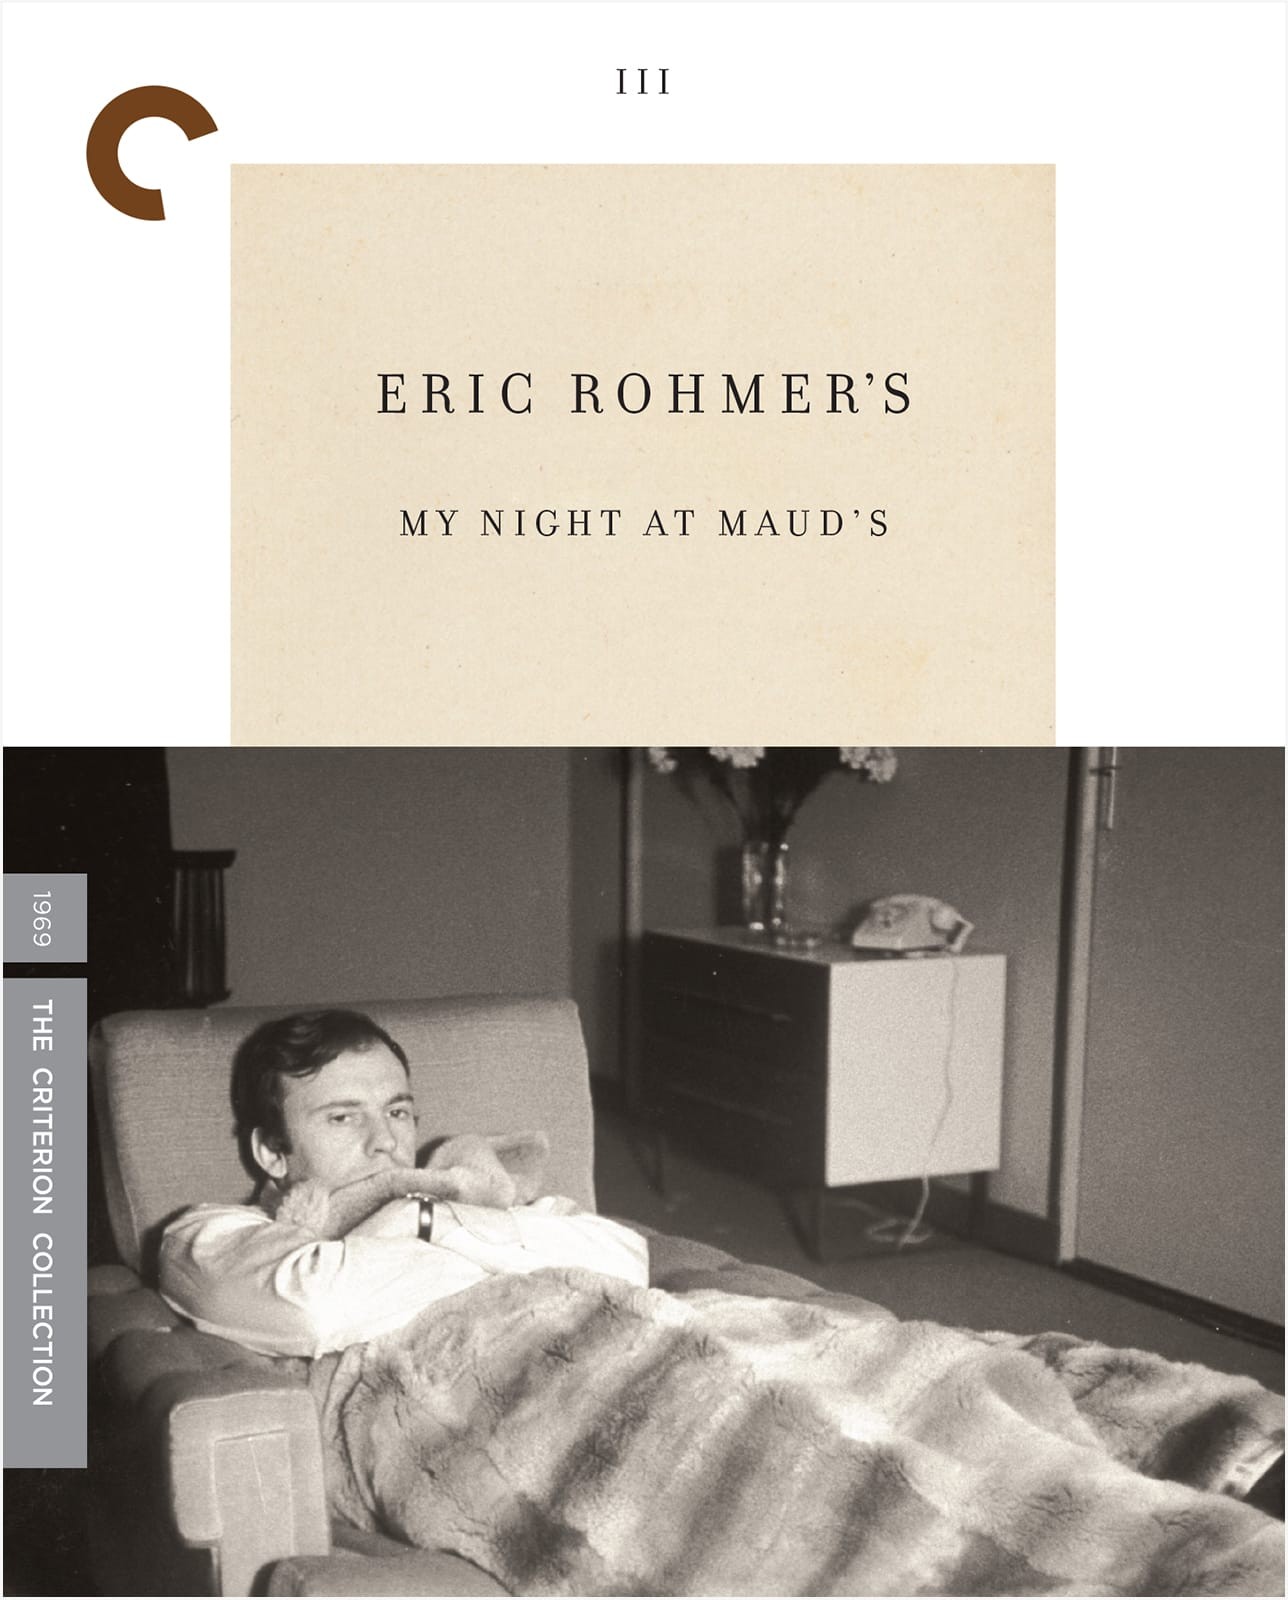 III
ERIC ROHMER’S
MY NIGHT AT MAUD’S
1969
THE CRITERION COLLECTION